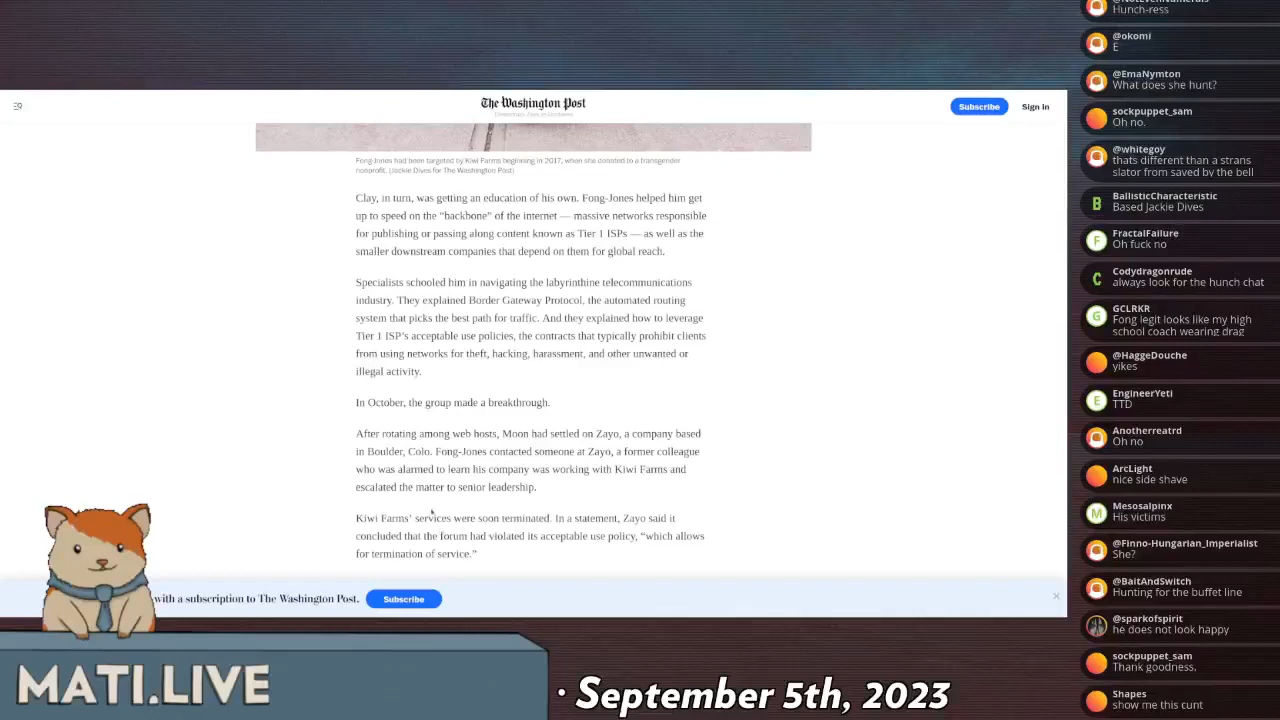 The Washington Post
Democracy Dies in Darkness
Subscribe
Sign in
Fong-Jones had been targeted by Kiwi Farms beginning in 2017, when she donated to a transgender
nonprofit. (Jackie Dives for The Washington Post)
Clay, in turn, was getting an education of his own. Fong-Jones helped him get
up to speed on the “backbone” of the internet — massive networks responsible
for publishing or passing along content known as Tier 1 ISPs — as well as the
smaller downstream companies that depend on them for global reach.
Specialists schooled him in navigating the labyrinthine telecommunications
industry. They explained Border Gateway Protocol, the automated routing
system that picks the best path for traffic. And they explained how to leverage
Tier 1 ISP’s acceptable use policies, the contracts that typically prohibit clients
from using networks for theft, hacking, harassment, and other unwanted or
illegal activity.
In October, the group made a breakthrough.
After rotating among web hosts, Moon had settled on Zayo, a company based
in Boulder, Colo. Fong-Jones contacted someone at Zayo, a former colleague
who was alarmed to learn his company was working with Kiwi Farms and
escalated the matter to senior leadership.
Kiwi Farms’ services were soon terminated. In a statement, Zayo said it
concluded that the forum had violated its acceptable use policy, “which allows
for termination of service.”
with a subscription to The Washington Post.
Subscribe
MATI.LIVE
· September 5th, 2023
@NotEvenNumerals
Hunch-ress
@okomi
E
@EmaNymton
What does she hunt?
sockpuppet_sam
Oh no.
@whitegoy
thats different than a strans
slator from saved by the bell
BallisticCharacteristic
Based Jackie Dives
FractalFailure
Oh fuck no
Codydragonrude
always look for the hunch chat
GCLRKR
Fong legit looks like my high
school coach wearing drag
@HaggeDouche
yikes
EngineerYeti
TTD
Anotherreatrd
Oh no
ArcLight
nice side shave
Mesosalpinx
His victims
@Finno-Hungarian_Imperialist
She?
@BaitAndSwitch
Hunting for the buffet line
@sparkofspirit
he does not look happy
sockpuppet_sam
Thank goodness.
Shapes
show me this cunt